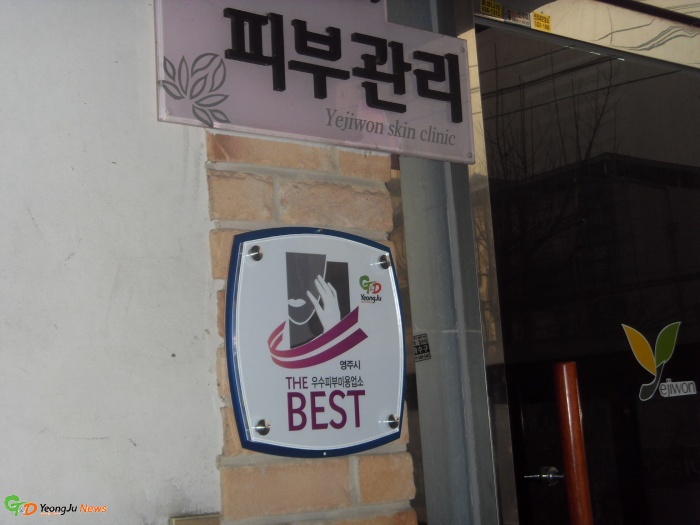 피부관리
Yejiwon skin clinic
G&D
YeongJu
영주시
THE 우수피부미용업소
BEST
yejiwon
G&D YeongJu News